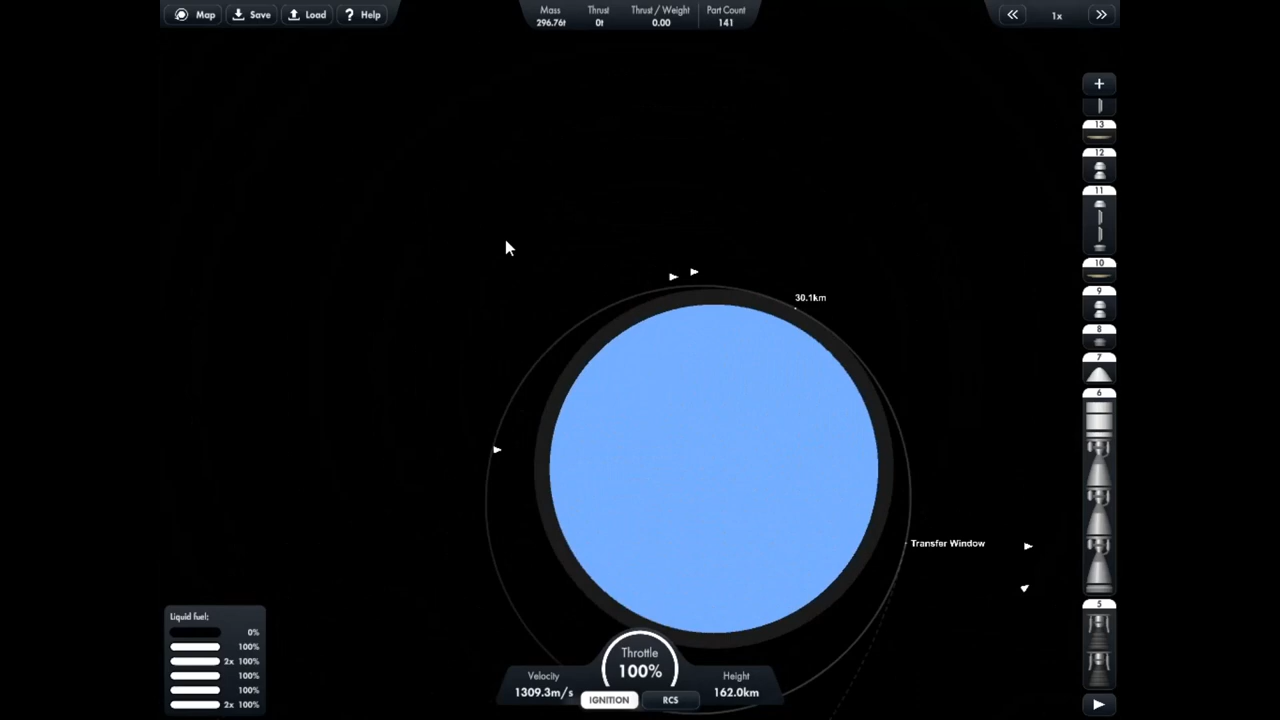 Map
Save
Load
? Help
Mass
296.76t
Thrust
0t
Thrust / Weight
0.00
Part Count
141
1x
13
12
11
10
9
8
7
6
5
30.1km
Transfer Window
Liquid fuel:
0%
100%
2x 100%
100%
100%
2x 100%
Throttle
100%
Velocity
1309.3m/s
IGNITION
RCS
Height
162.0km